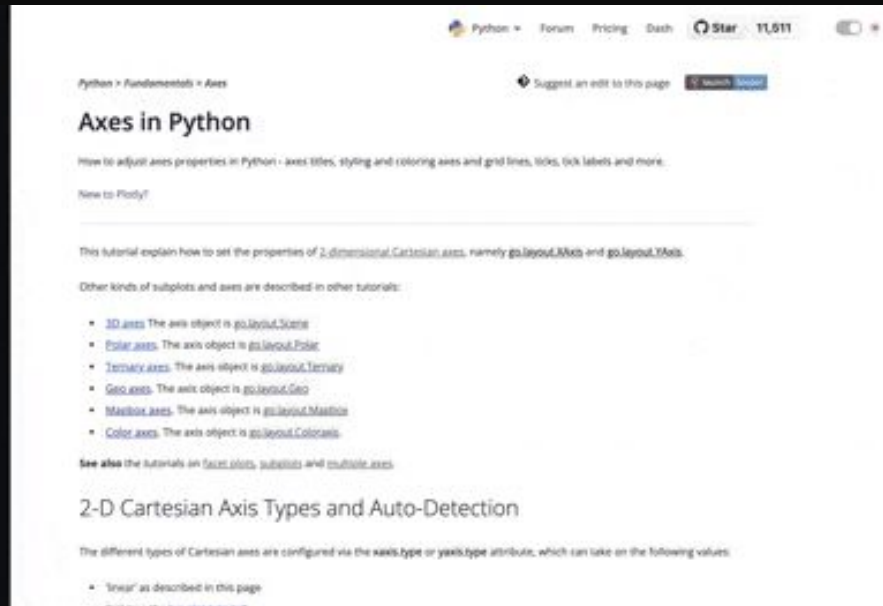 Python Forum Pricing Dash Star 11,511
Python > Fundamentals > Axes
Suggest an edit to this page launch binder
Axes in Python
How to adjust axes properties in Python - axes titles, styling and coloring axes and grid lines, ticks, tick labels and more.
New to Plotly?
This tutorial explain how to set the properties of 2-dimensional Cartesian axes, namely go.layout.XAxis and go.layout.YAxis.
Other kinds of subplots and axes are described in other tutorials:
• 3D axes The axis object is go.layout.Scene
• Polar axes. The axis object is go.layout.Polar
• Ternary axes. The axis object is go.layout.Ternary
• Geo axes. The axis object is go.layout.Geo
• Mapbox axes. The axis object is go.layout.Mapbox
• Color axes. The axis object is go.layout.Coloraxis.
See also the tutorials on facet plots, subplots and multiple axes.
2-D Cartesian Axis Types and Auto-Detection
The different types of Cartesian axes are configured via the xaxis.type or yaxis.type attribute, which can take on the following values:
• 'linear' as described in this page